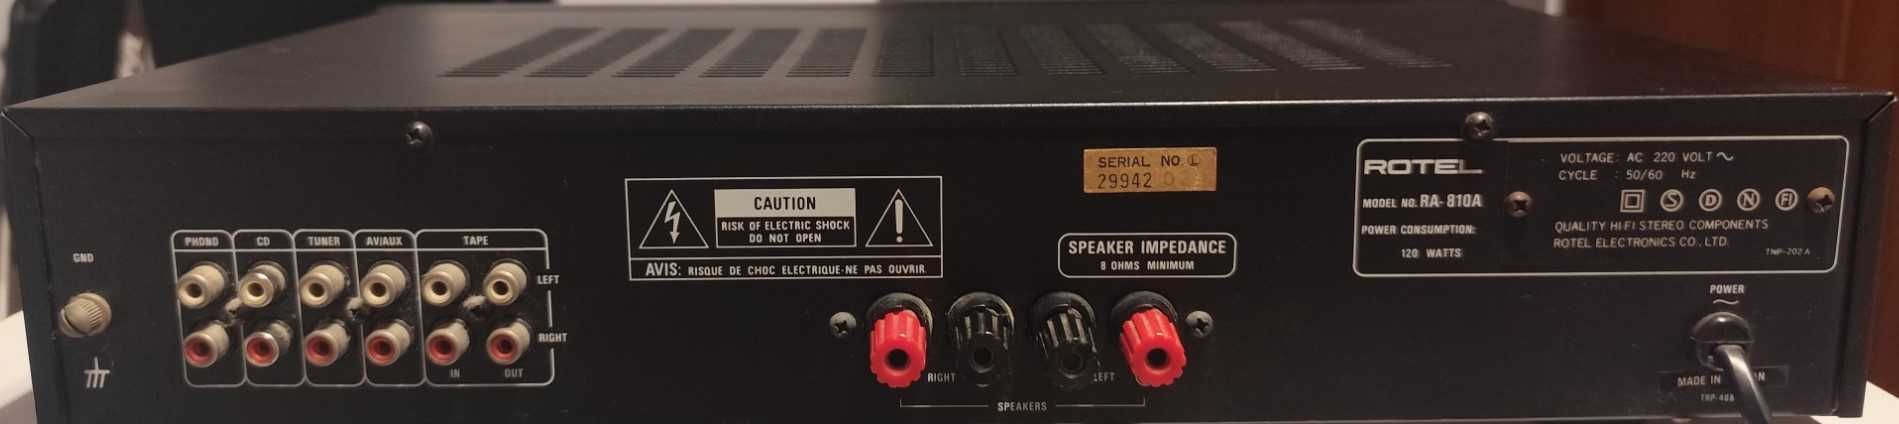 GND
PHONO CD TUNER AV/AUX TAPE
LEFT
RIGHT
IN OUT
CAUTION
RISK OF ELECTRIC SHOCK
DO NOT OPEN
AVIS: RISQUE DE CHOC ELECTRIQUE-NE PAS OUVRIR.
SERIAL NO. L
29942
SPEAKER IMPEDANCE
8 OHMS MINIMUM
RIGHT LEFT
SPEAKERS
ROTEL
MODEL NO. RA-810A
POWER CONSUMPTION:
120 WATTS
VOLTAGE: AC 220 VOLT ~
CYCLE : 50/60 Hz
S D N FI
QUALITY HI-FI STEREO COMPONENTS
ROTEL ELECTRONICS CO., LTD.
TNP-202A
POWER
~
MADE IN